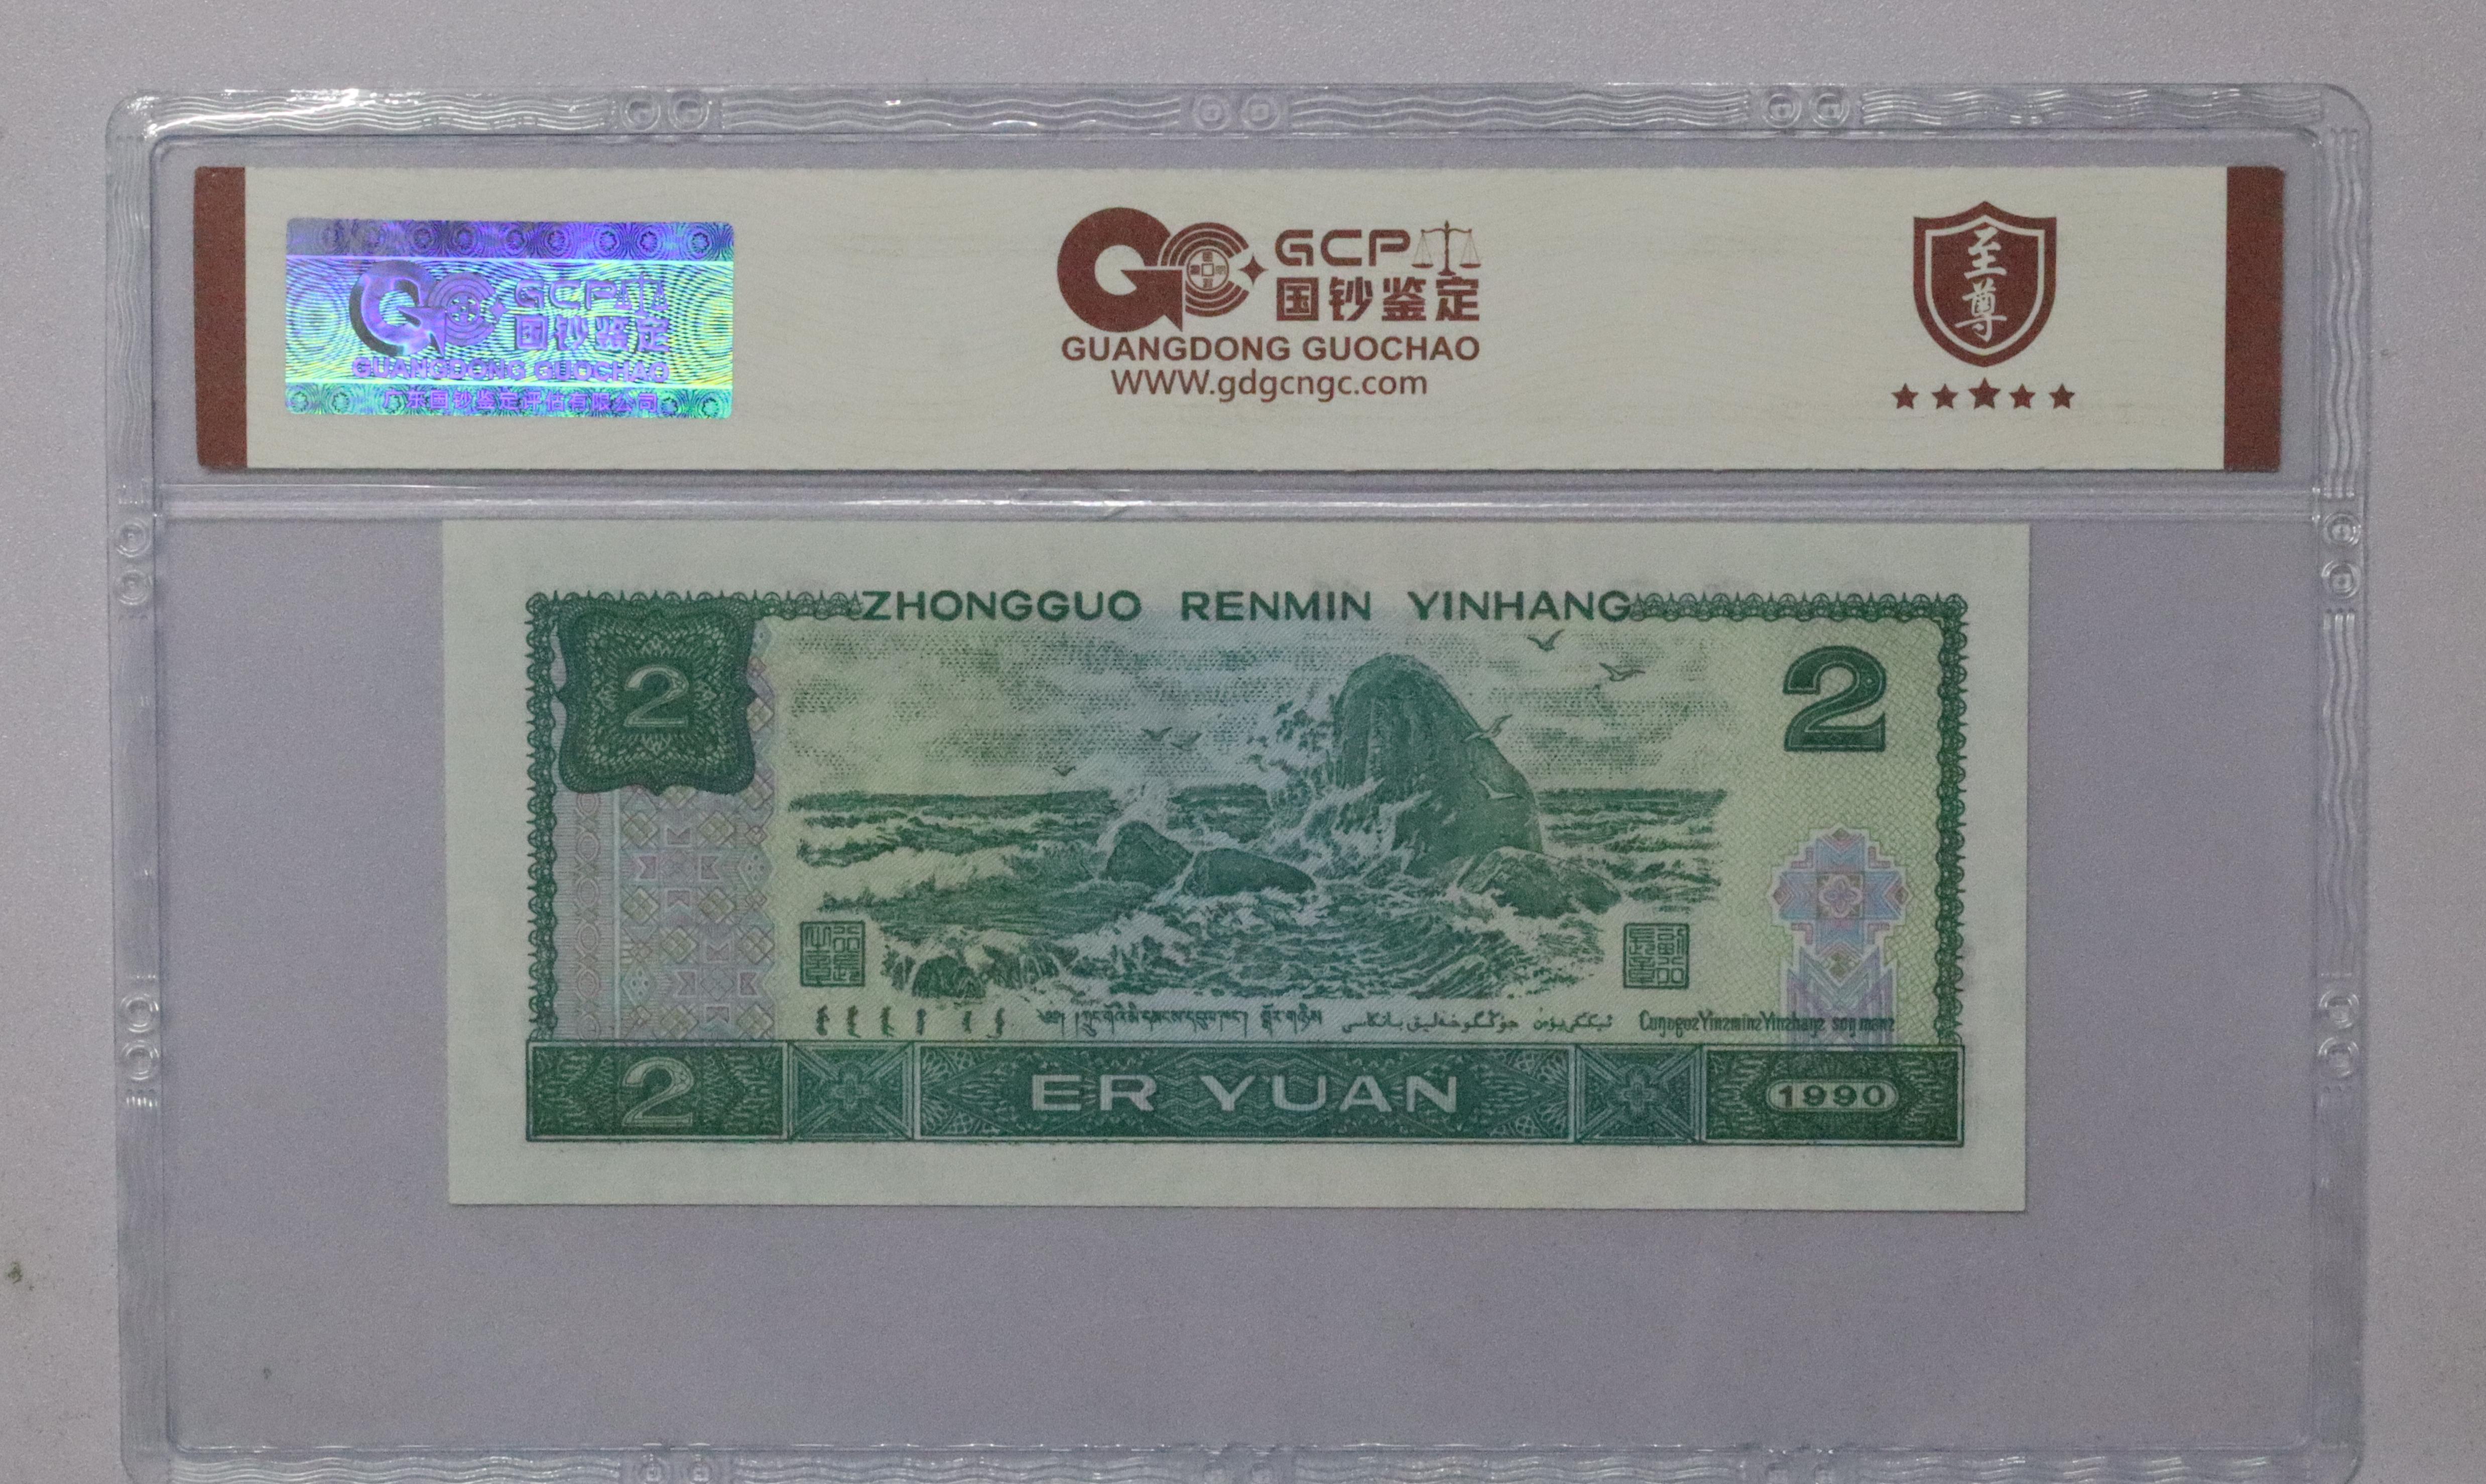 GCP
国钞鉴定
GUANGDONG GUOCHAO
广东国钞鉴定评估有限公司
GCP
国钞鉴定
GUANGDONG GUOCHAO
WWW.gdgcngc.com
至尊
ZHONGGUO RENMIN YINHANG
2
2
2
ER YUAN
1990